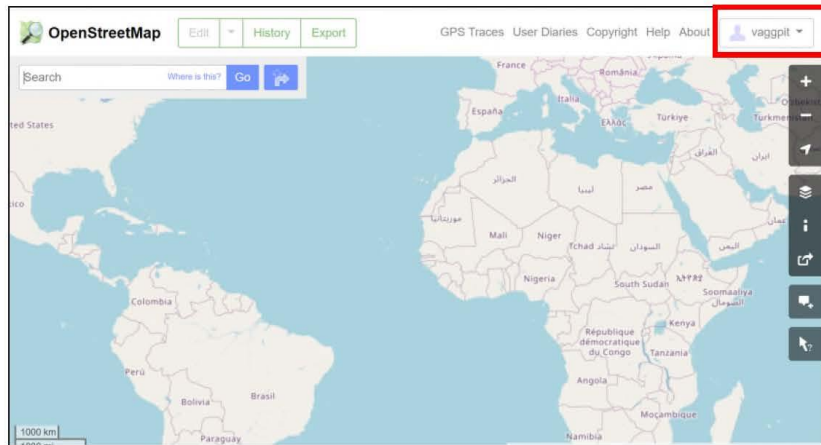 OpenStreetMap
Edit
History
Export
GPS Traces
User Diaries
Copyright
Help
About
vaggpit
Search
Where is this?
Go
France
România
Italia
España
Ελλάς
Türkiye
ted States
العراق
ایران
الجزائر
ليبيا
مصر
موريتانيا
Mali
Niger
Tchad تشاد
السودان
اليمن
عمان
Nigeria
South Sudan
Soomaaliya
الصومال
Colombia
Kenya
République
démocratique
du Congo
Tanzania
Perú
Brasil
Bolivia
Angola
Moçambique
Paraguay
Namibia
1000 km